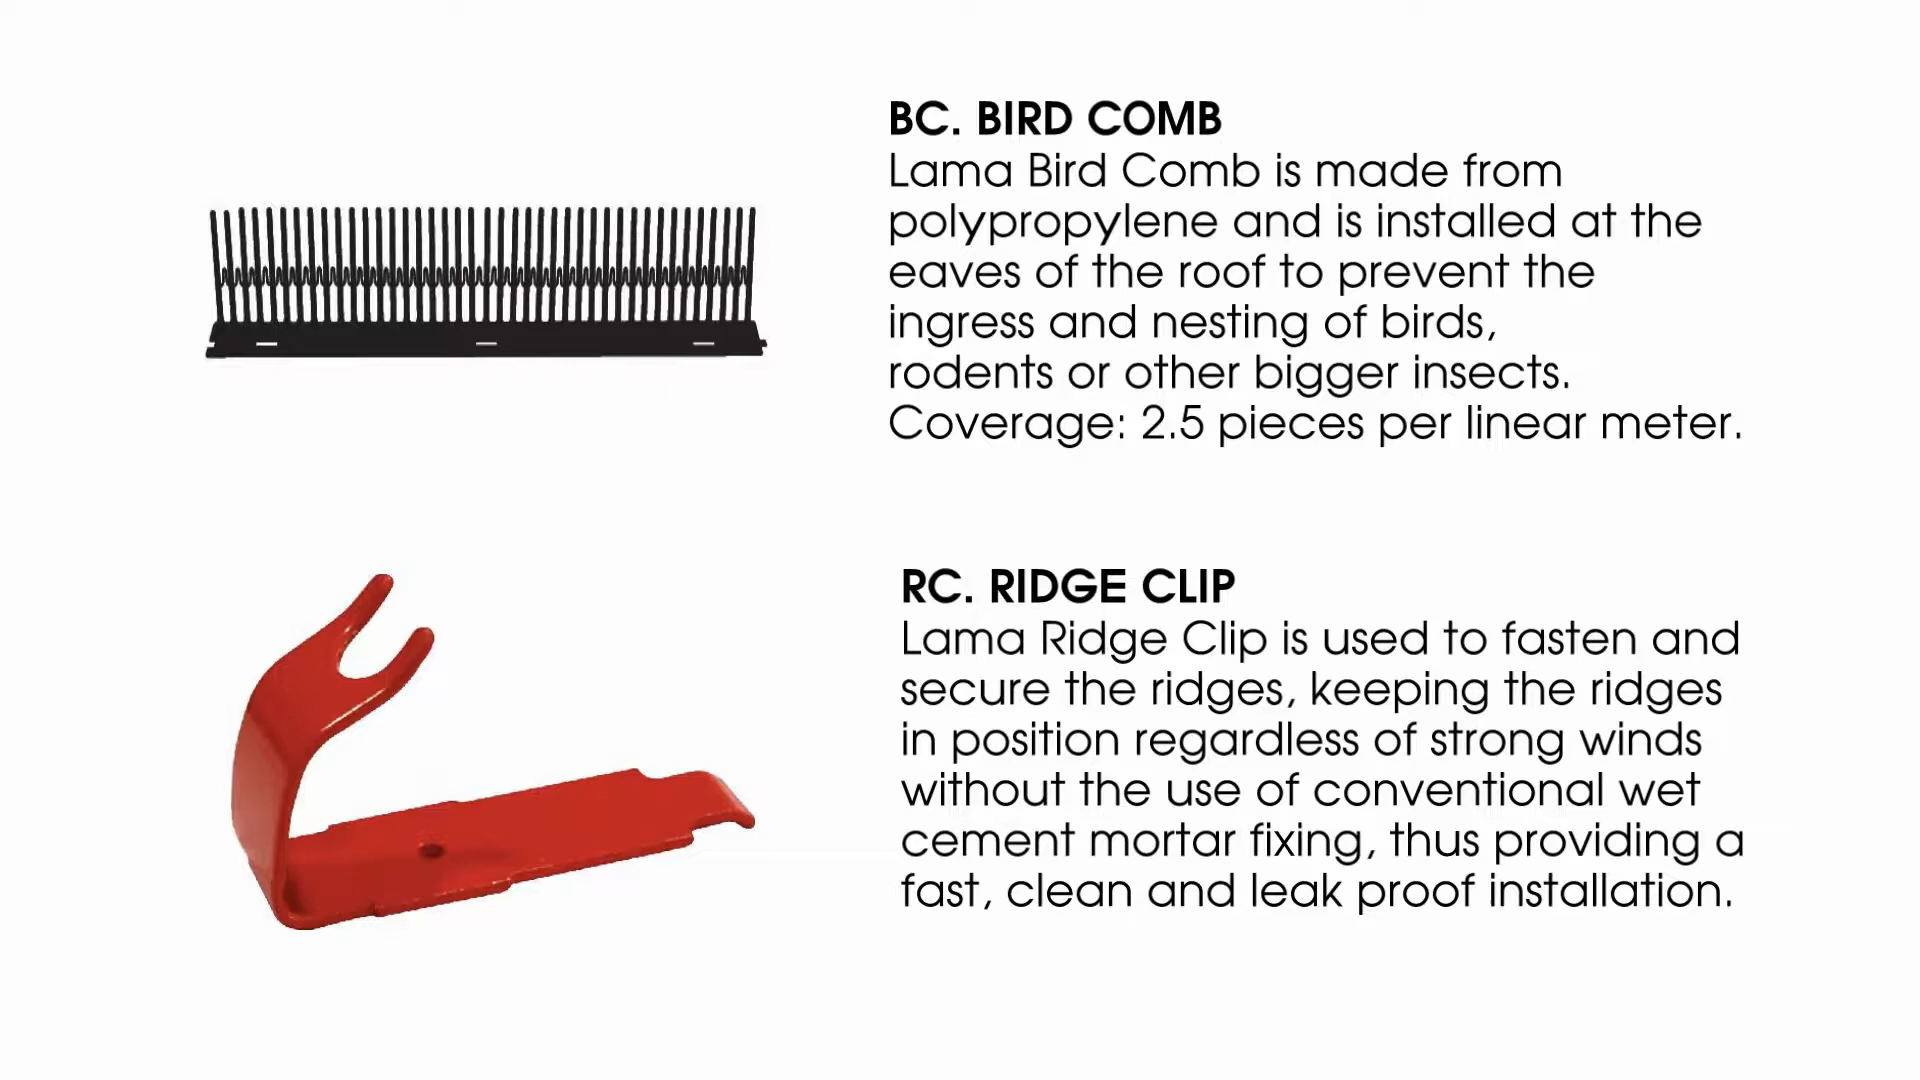 BC. BIRD COMB
Lama Bird Comb is made from
polypropylene and is installed at the
eaves of the roof to prevent the
ingress and nesting of birds,
rodents or other bigger insects.
Coverage: 2.5 pieces per linear meter.
RC. RIDGE CLIP
Lama Ridge Clip is used to fasten and
secure the ridges, keeping the ridges
in position regardless of strong winds
without the use of conventional wet
cement mortar fixing, thus providing a
fast, clean and leak proof installation.